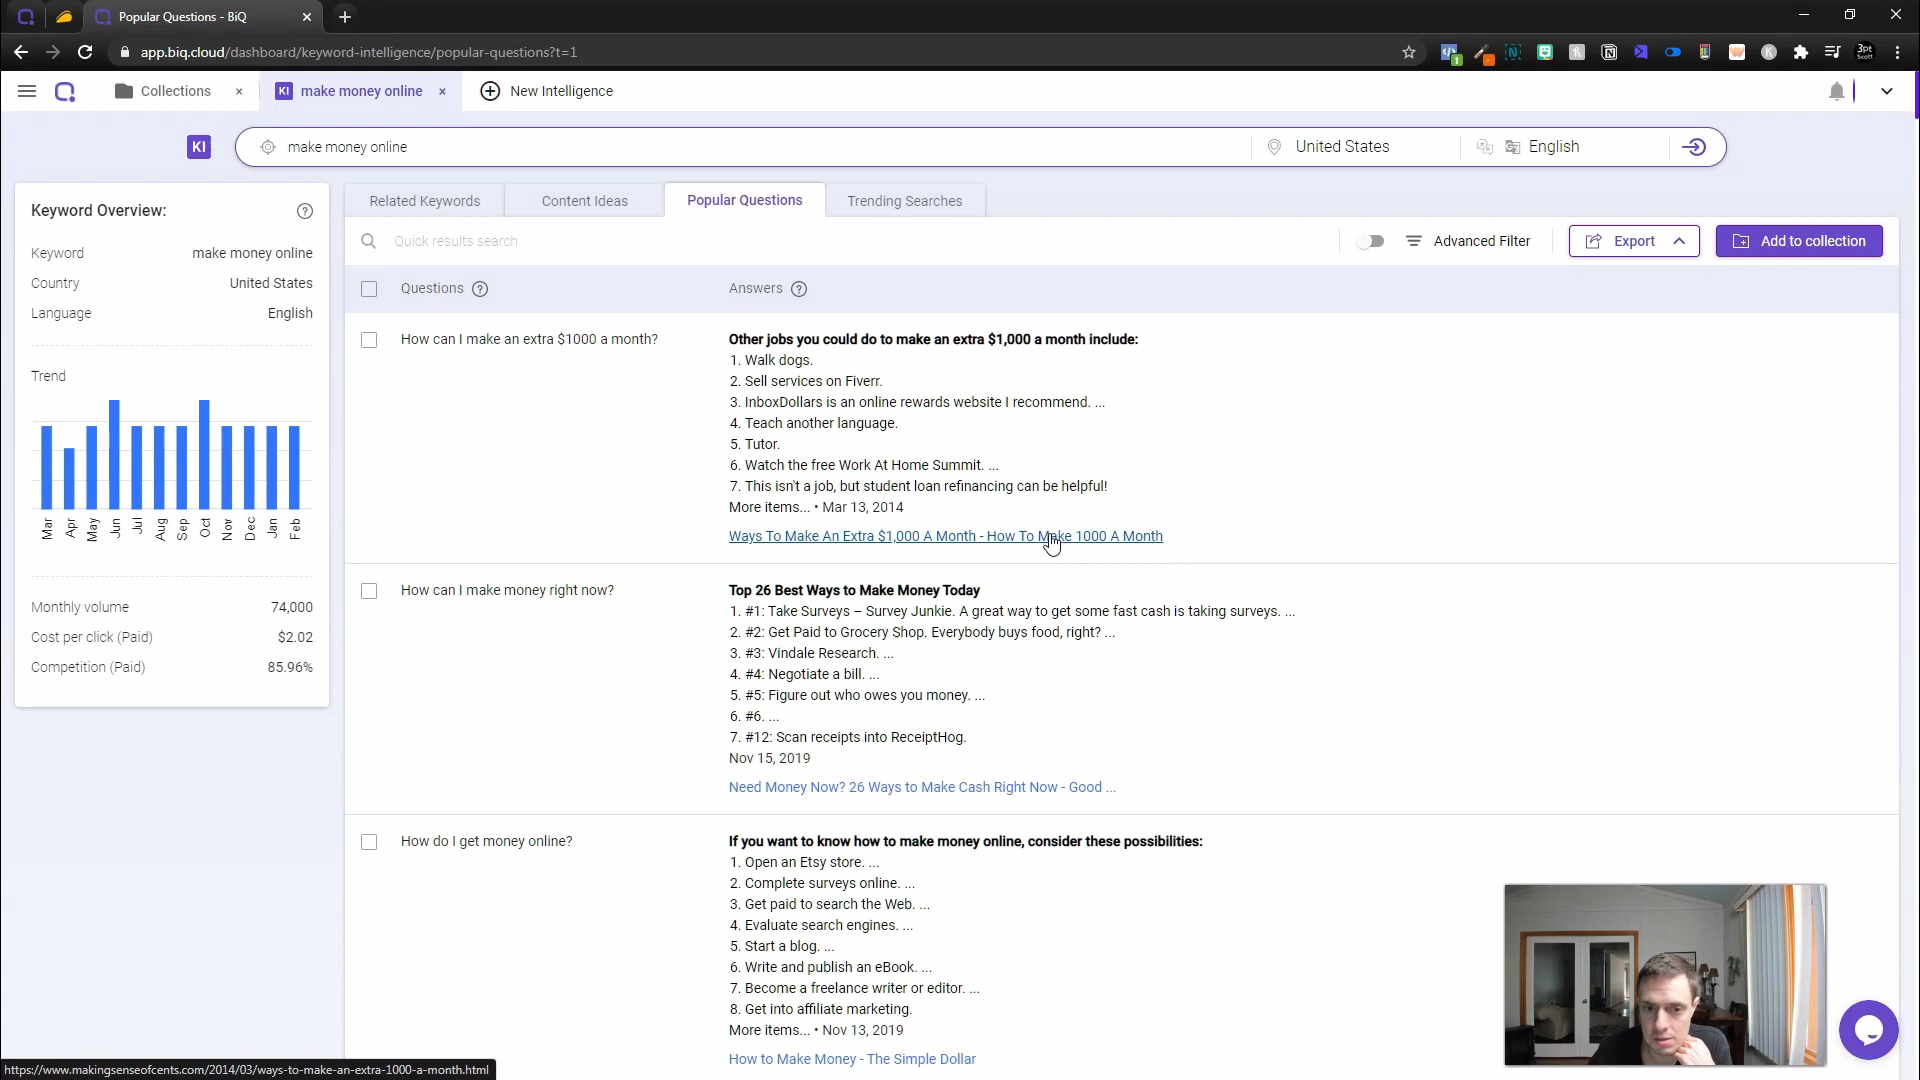 Popular Questions - BiQ
app.biq.cloud/dashboard/keyword-intelligence/popular-questions?t=1
Collections
KI make money online
New Intelligence
KI
make money online
United States
English
Keyword Overview:
Keyword make money online
Country United States
Language English
Trend
Mar Apr May Jun Jul Aug Sep Oct Nov Dec Jan Feb
Monthly volume 74,000
Cost per click (Paid) $2.02
Competition (Paid) 85.96%
Related Keywords
Content Ideas
Popular Questions
Trending Searches
Quick results search
Advanced Filter
Export
Add to collection
Questions
Answers
How can I make an extra $1000 a month?
Other jobs you could do to make an extra $1,000 a month include:
1. Walk dogs.
2. Sell services on Fiverr.
3. InboxDollars is an online rewards website I recommend. ...
4. Teach another language.
5. Tutor.
6. Watch the free Work At Home Summit. ...
7. This isn't a job, but student loan refinancing can be helpful!
More items... • Mar 13, 2014
Ways To Make An Extra $1,000 A Month - How To Make 1000 A Month
How can I make money right now?
Top 26 Best Ways to Make Money Today
1. #1: Take Surveys – Survey Junkie. A great way to get some fast cash is taking surveys. ...
2. #2: Get Paid to Grocery Shop. Everybody buys food, right? ...
3. #3: Vindale Research. ...
4. #4: Negotiate a bill. ...
5. #5: Figure out who owes you money. ...
6. #6. ...
7. #12: Scan receipts into ReceiptHog.
Nov 15, 2019
Need Money Now? 26 Ways to Make Cash Right Now - Good ...
How do I get money online?
If you want to know how to make money online, consider these possibilities:
1. Open an Etsy store. ...
2. Complete surveys online. ...
3. Get paid to search the Web. ...
4. Evaluate search engines. ...
5. Start a blog. ...
6. Write and publish an eBook. ...
7. Become a freelance writer or editor. ...
8. Get into affiliate marketing.
More items... • Nov 13, 2019
How to Make Money - The Simple Dollar
https://www.makingsenseofcents.com/2014/03/ways-to-make-an-extra-1000-a-month.html